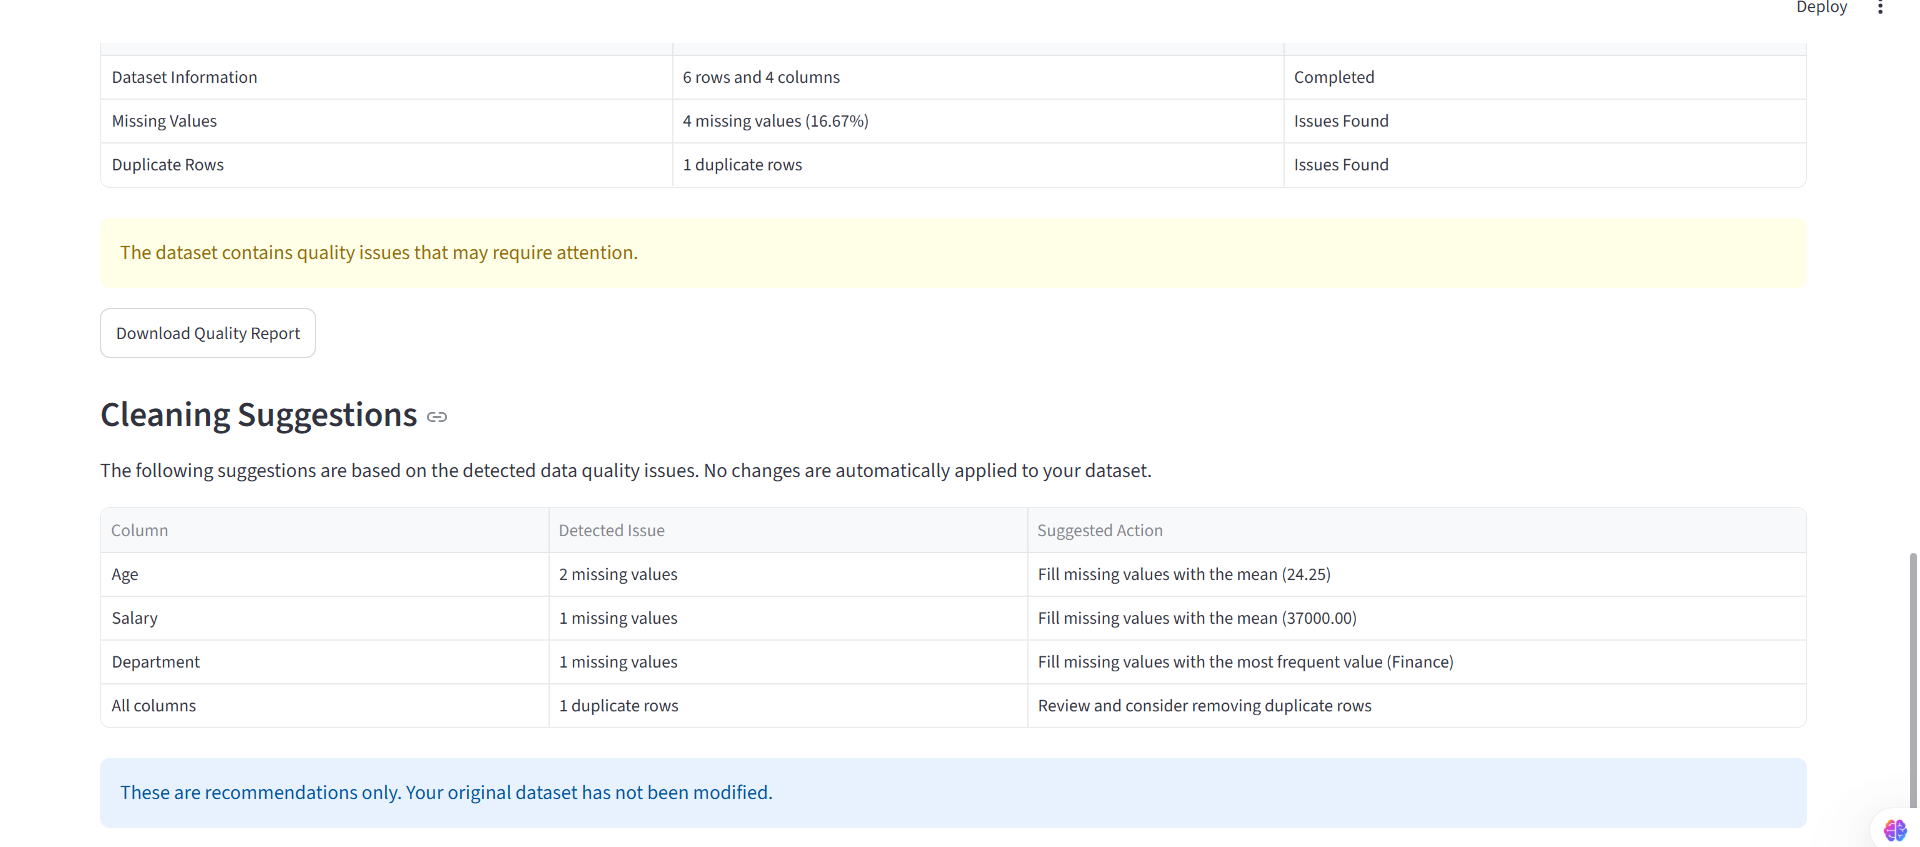 Deploy
Dataset Information 6 rows and 4 columns Completed
Missing Values 4 missing values (16.67%) Issues Found
Duplicate Rows 1 duplicate rows Issues Found
The dataset contains quality issues that may require attention.
Download Quality Report
Cleaning Suggestions
The following suggestions are based on the detected data quality issues. No changes are automatically applied to your dataset.
Column Detected Issue Suggested Action
Age 2 missing values Fill missing values with the mean (24.25)
Salary 1 missing values Fill missing values with the mean (37000.00)
Department 1 missing values Fill missing values with the most frequent value (Finance)
All columns 1 duplicate rows Review and consider removing duplicate rows
These are recommendations only. Your original dataset has not been modified.